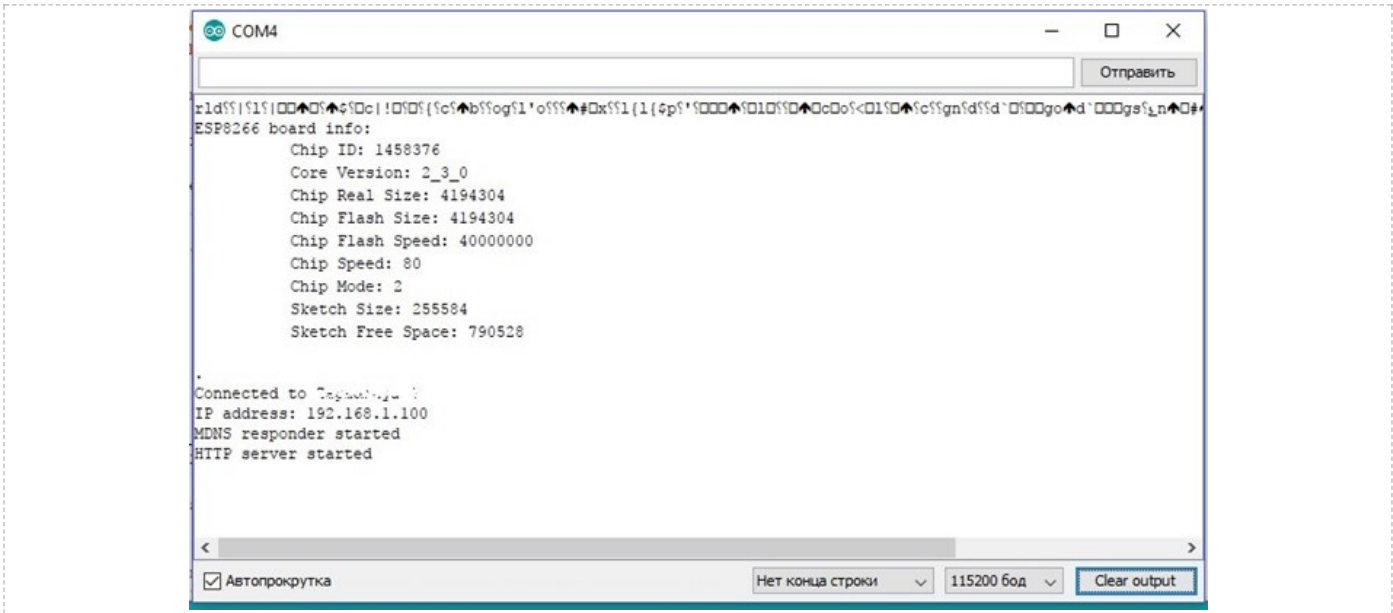 COM4
Отправить
ESP8266 board info:
Chip ID: 1458376
Core Version: 2_3_0
Chip Real Size: 4194304
Chip Flash Size: 4194304
Chip Flash Speed: 40000000
Chip Speed: 80
Chip Mode: 2
Sketch Size: 255584
Sketch Free Space: 790528
.
Connected to
IP address: 192.168.1.100
MDNS responder started
HTTP server started
Автопрокрутка
Нет конца строки
115200 бод
Clear output